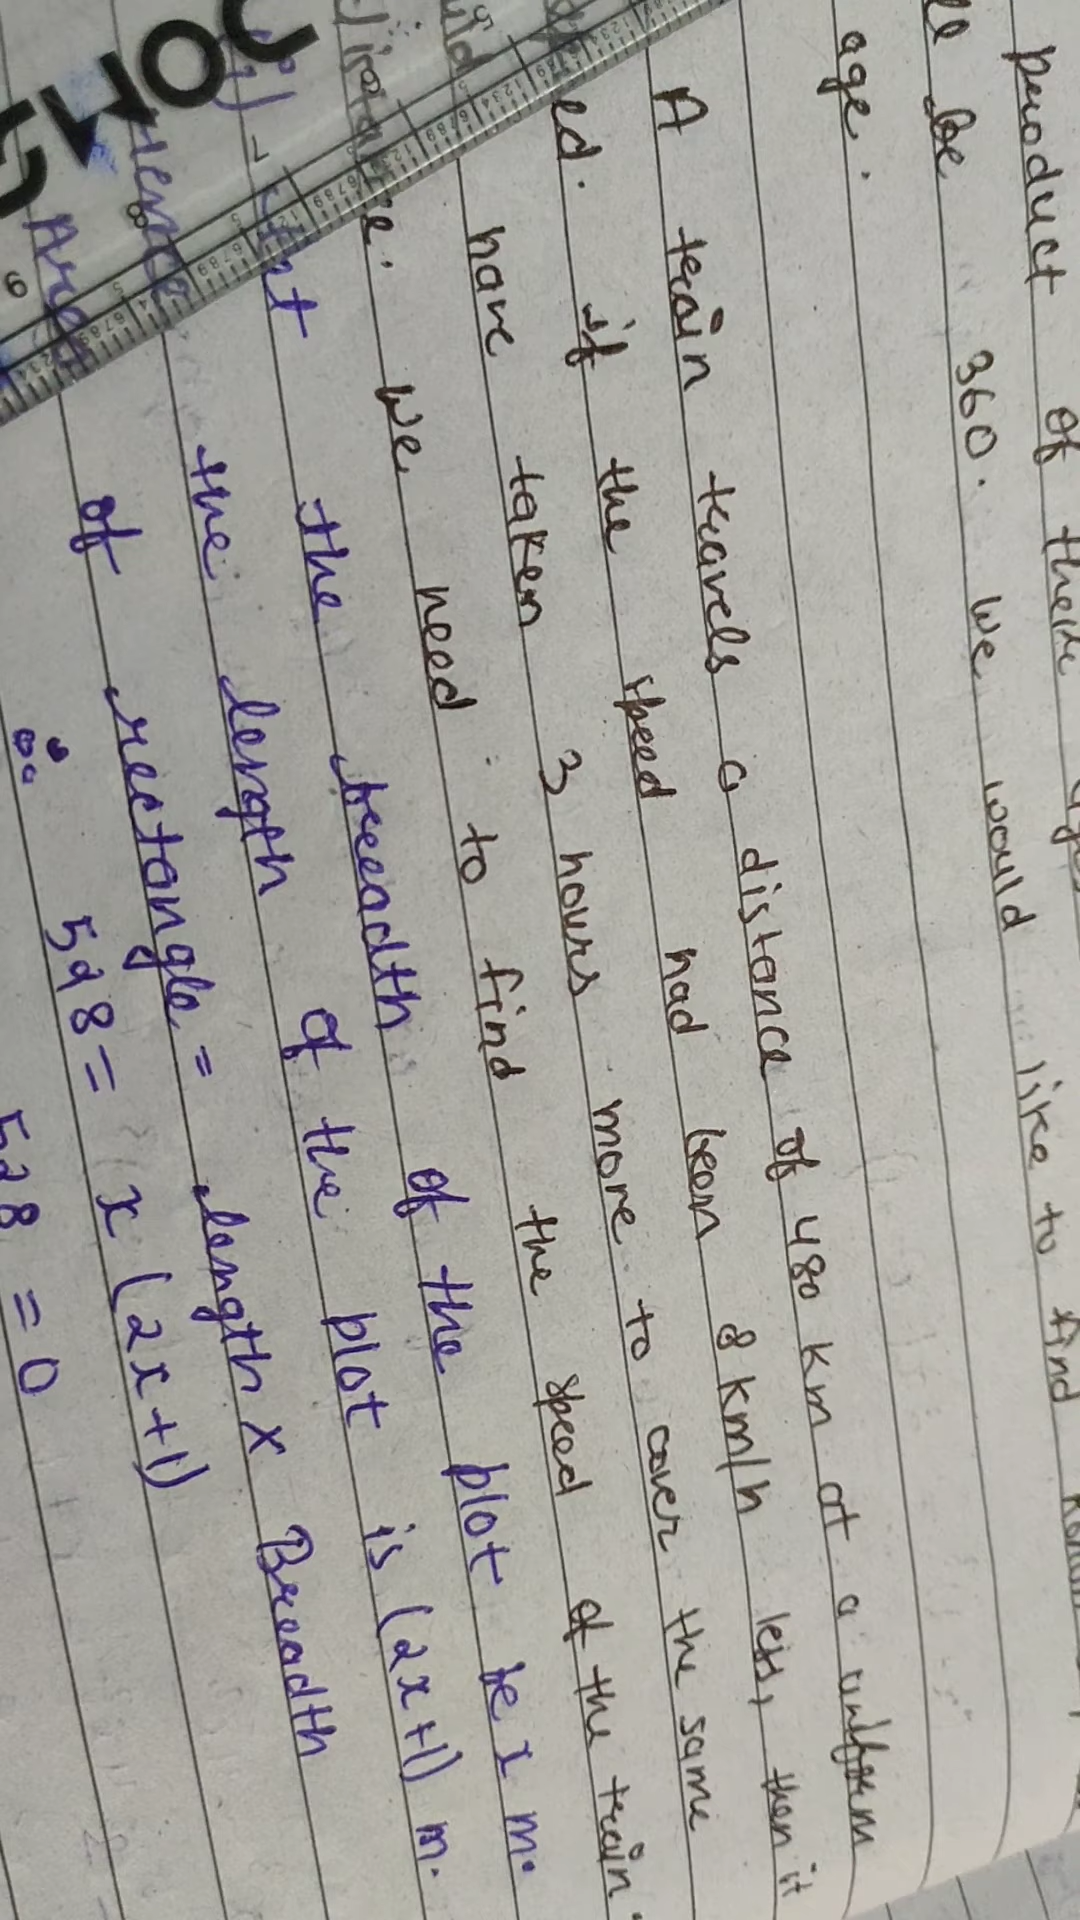 product of their
ll be 360. We would like to find
age.
A train travels a distance of 480 km at a uniform
ed. if the speed had been 8 km/h less, then it
have taken 3 hours more to cover the same
We need to find the speed of the train.
the breadth of the plot be x m.
the length of the plot is (2x+1) m.
Area of rectangle = length x Breadth
∴ 528 = x (2x+1)
528 = 0